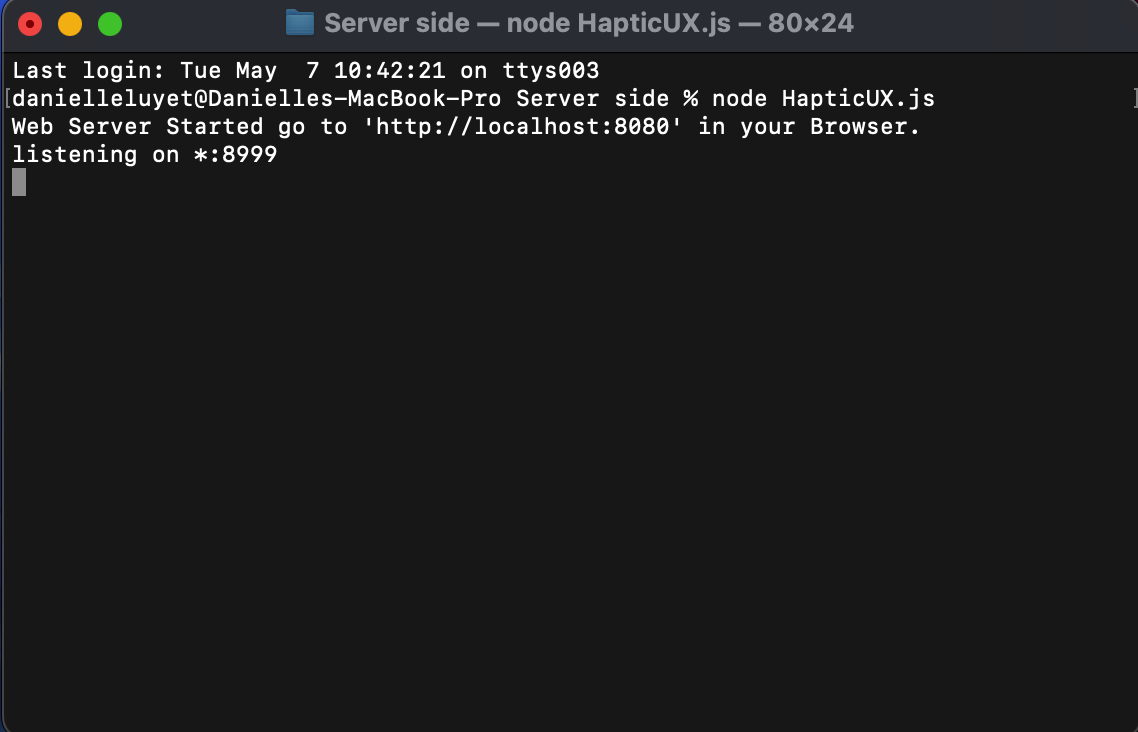 Server side — node HapticUX.js — 80×24
Last login: Tue May  7 10:42:21 on ttys003
[danielleluyet@Danielles-MacBook-Pro Server side % node HapticUX.js ]
Web Server Started go to 'http://localhost:8080' in your Browser.
listening on *:8999